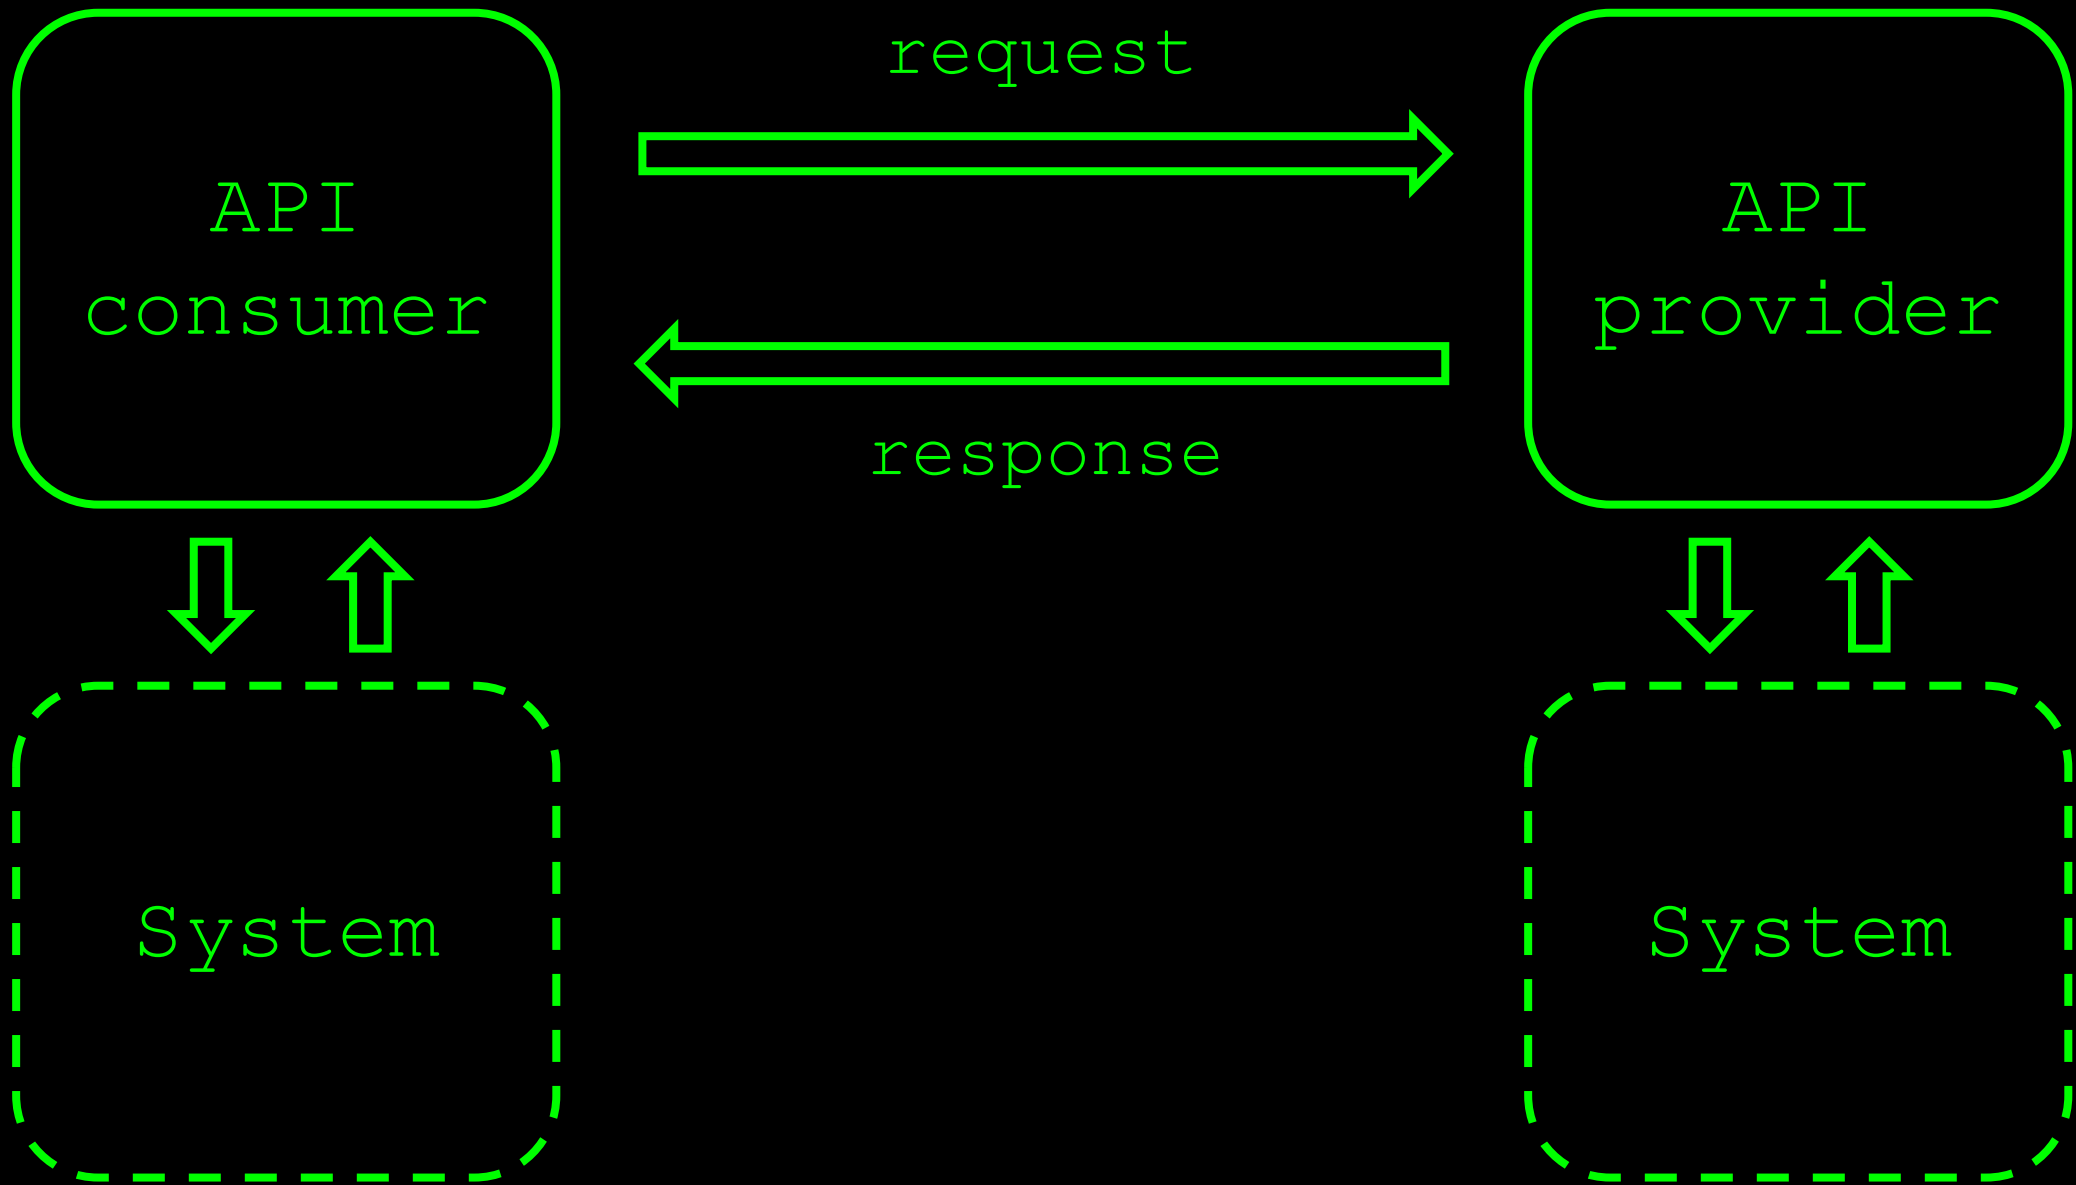 request
API
consumer
API
provider
response
System
System